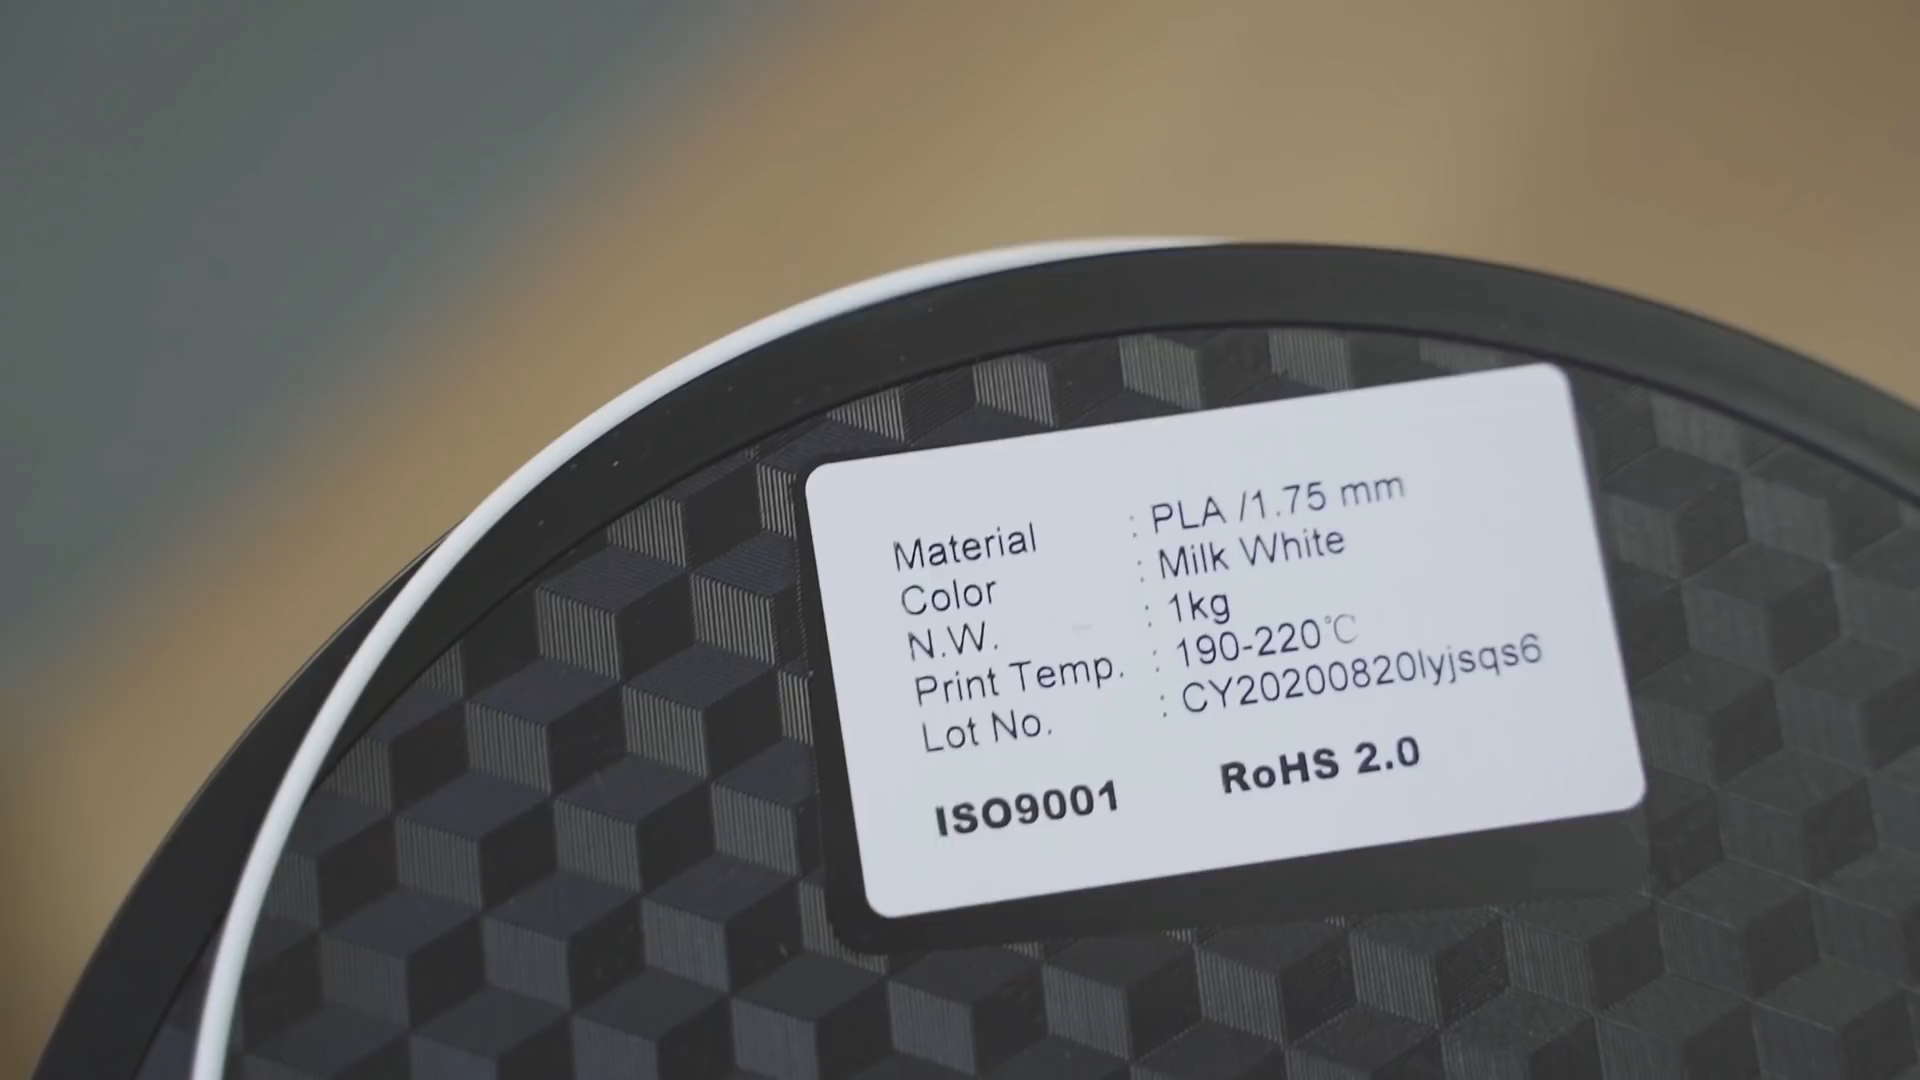 Material : PLA /1.75 mm
Color : Milk White
N.W. : 1kg
Print Temp. : 190-220℃
Lot No. : CY20200820lyjsqs6
ISO9001 RoHS 2.0